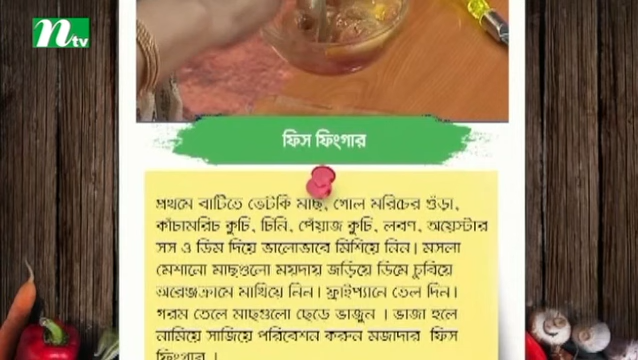 ntv
ফিস ফিংগার
প্রথমে বাটিতে ভেটকি মাছ, গোল মরিচের গুঁড়া,
কাঁচামরিচ কুচি, চিনি, পেঁয়াজ কুচি, লবণ, অয়েস্টার
সস ও ডিম দিয়ে ভালোভাবে মিশিয়ে নিন। মসলা
মেশানো মাছগুলো ময়দায় জড়িয়ে ডিমে চুবিয়ে
অরেঞ্জক্রামে মাখিয়ে নিন। ফ্রাইপ্যানে তেল দিন।
গরম তেলে মাছগুলো ছেড়ে ভাজুন । ভাজা হলে
নামিয়ে সাজিয়ে পরিবেশন করুন মজাদার ফিস
ফিংগার ।